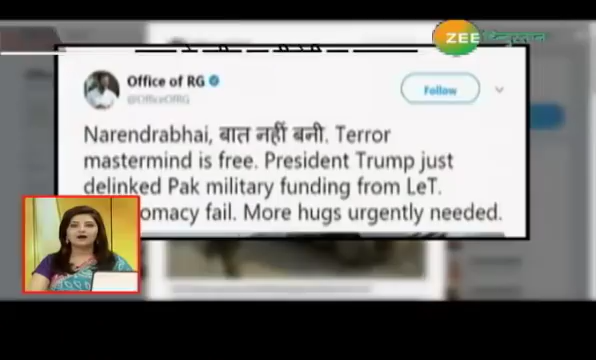 ZEE हिन्दुस्तान
Office of RG
@OfficeOfRG
Follow
Narendrabhai, बात नहीं बनी. Terror
mastermind is free. President Trump just
delinked Pak military funding from LeT.
omacy fail. More hugs urgently needed.